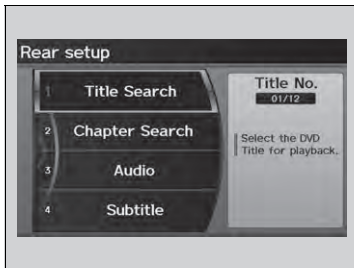 Rear setup
1 Title Search
2 Chapter Search
3 Audio
4 Subtitle
Title No.
01/12
Select the DVD
Title for playback.